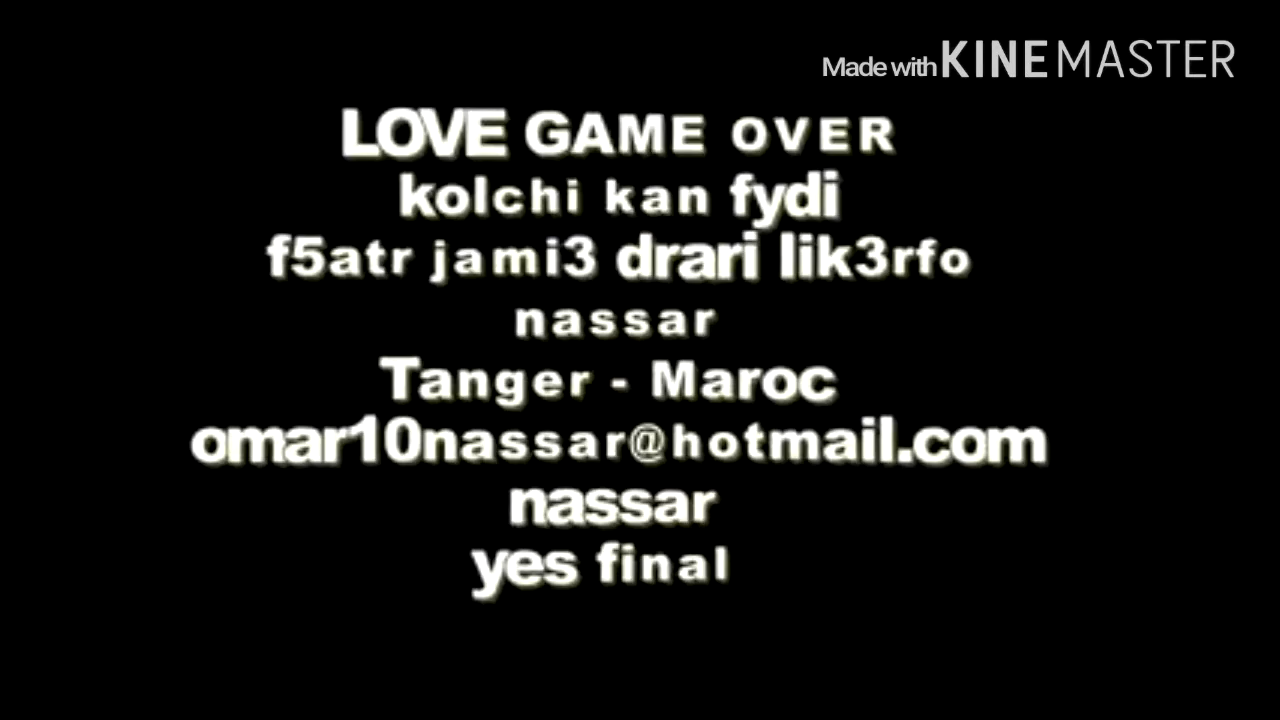 Made with KINEMASTER
LOVE GAME OVER
kolchi kan fydi
f5atr jami3 drari lik3rfo
nassar
Tanger - Maroc
omar10nassar@hotmail.com
nassar
yes final